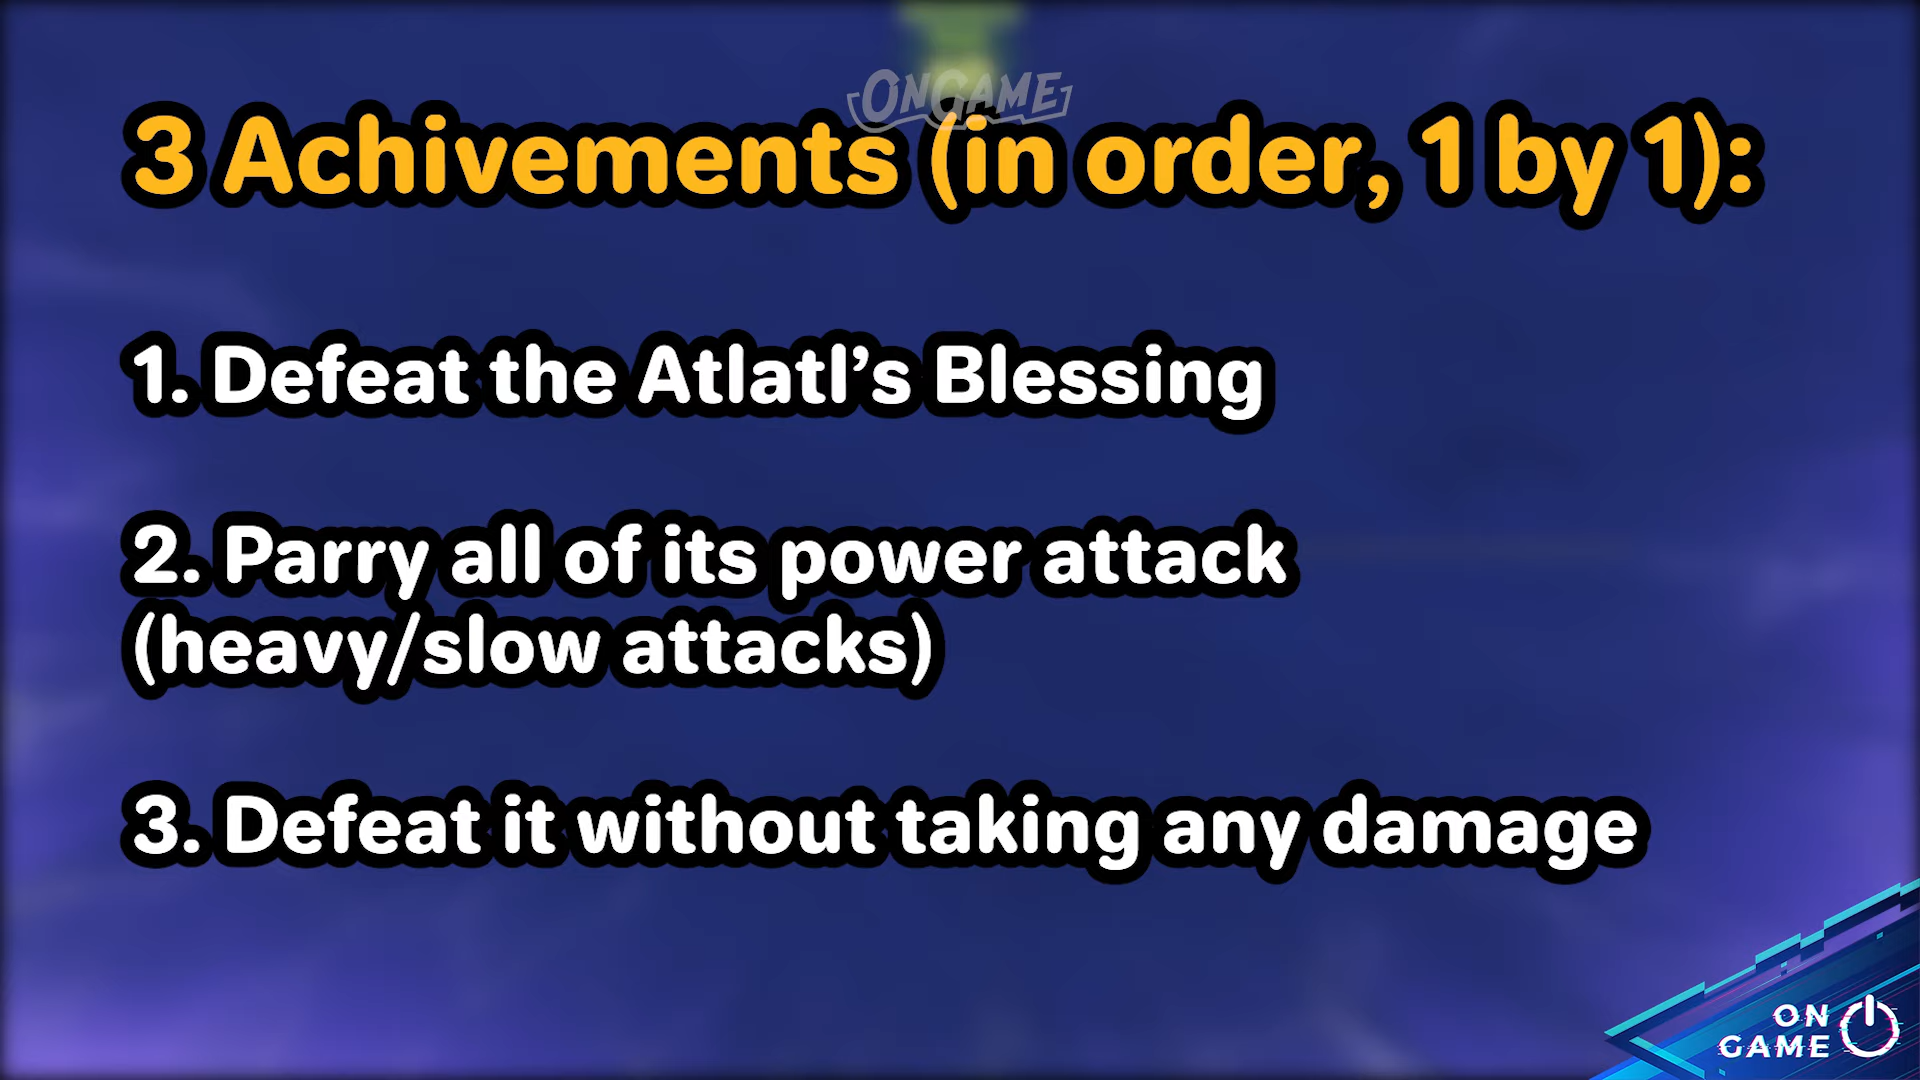 ONGAME
3 Achivements (in order, 1 by 1):
1. Defeat the Atlatl’s Blessing
2. Parry all of its power attack
(heavy/slow attacks)
3. Defeat it without taking any damage
ON
GAME